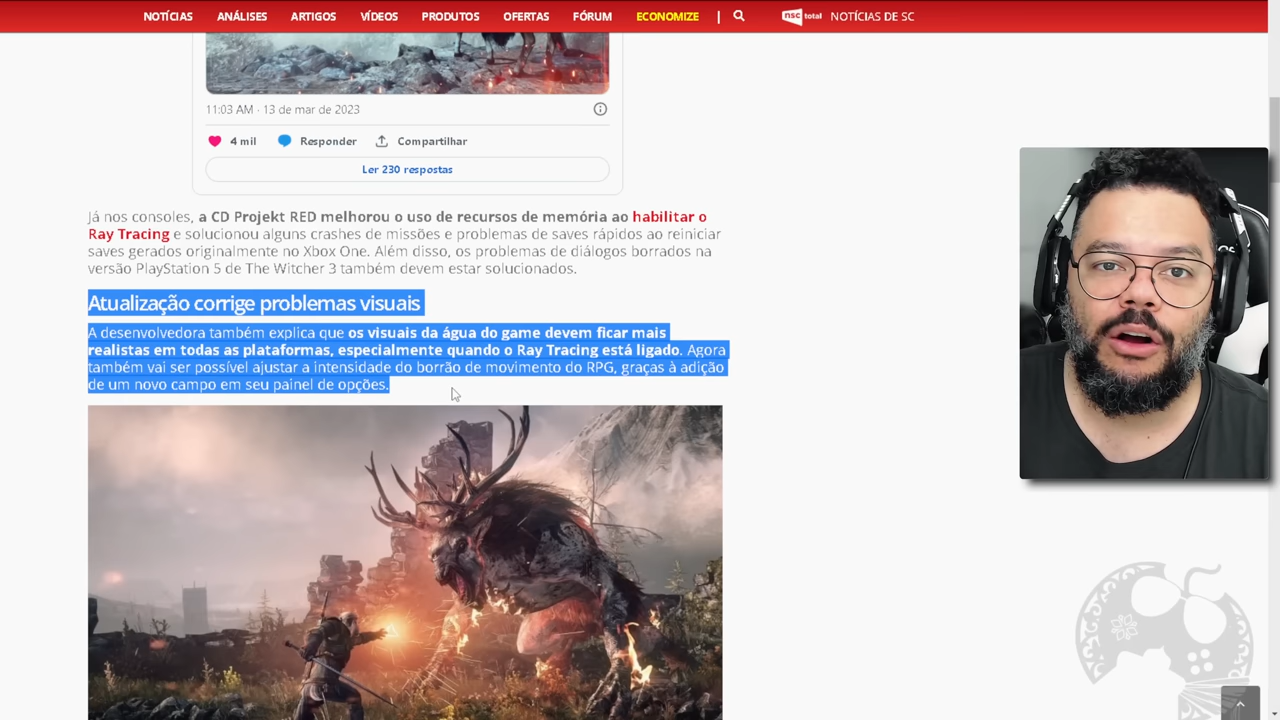 NOTÍCIAS ANÁLISES ARTIGOS VÍDEOS PRODUTOS OFERTAS FÓRUM ECONOMIZE | nsc total NOTÍCIAS DE SC
11:03 AM · 13 de mar de 2023
4 mil Responder Compartilhar
Ler 230 respostas
Já nos consoles, a CD Projekt RED melhorou o uso de recursos de memória ao habilitar o
Ray Tracing e solucionou alguns crashes de missões e problemas de saves rápidos ao reiniciar
saves gerados originalmente no Xbox One. Além disso, os problemas de diálogos borrados na
versão PlayStation 5 de The Witcher 3 também devem estar solucionados.
Atualização corrige problemas visuais
A desenvolvedora também explica que os visuais da água do game devem ficar mais
realistas em todas as plataformas, especialmente quando o Ray Tracing está ligado. Agora
também vai ser possível ajustar a intensidade do borrão de movimento do RPG, graças à adição
de um novo campo em seu painel de opções.